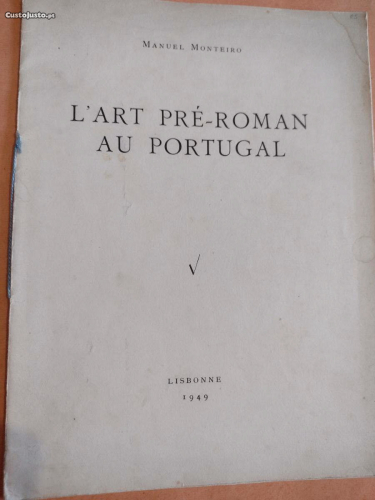 CustoJusto.pt
MANUEL MONTEIRO
L'ART PRÉ-ROMAN
AU PORTUGAL
LISBONNE
1949